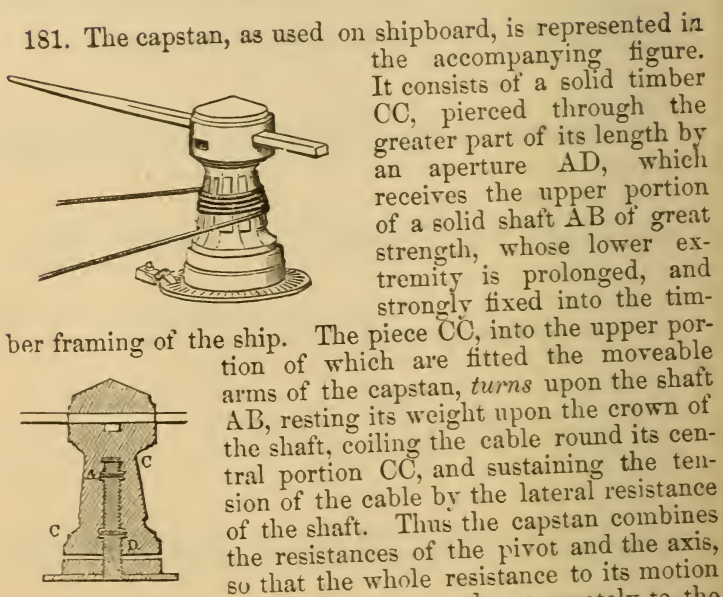 181. The capstan, as used on shipboard, is represented in
the accompanying figure.
It consists of a solid timber
CC, pierced through the
greater part of its length by
an aperture AD, which
receives the upper portion
of a solid shaft AB of great
strength, whose lower ex-
tremity is prolonged, and
strongly fixed into the tim-
ber framing of the ship. The piece CC, into the upper por-
tion of which are fitted the moveable
arms of the capstan, turns upon the shaft
AB, resting its weight upon the crown of
the shaft, coiling the cable round its cen-
tral portion CC, and sustaining the ten-
sion of the cable by the lateral resistance
of the shaft. Thus the capstan combines
the resistances of the pivot and the axis,
so that the whole resistance to its motion
to the
A
C
C
D